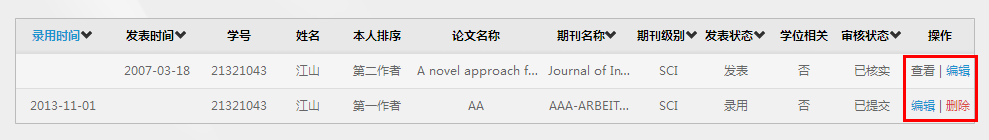 录用时间 发表时间 学号 姓名 本人排序 论文名称 期刊名称 期刊级别 发表状态 学位相关 审核状态 操作
2007-03-18 21321043 江山 第二作者 A novel approach f... Journal of In... SCI 发表 否 已核实 查看 | 编辑
2013-11-01 21321043 江山 第一作者 AA AAA-ARBEIT... SCI 录用 否 已提交 编辑 | 删除